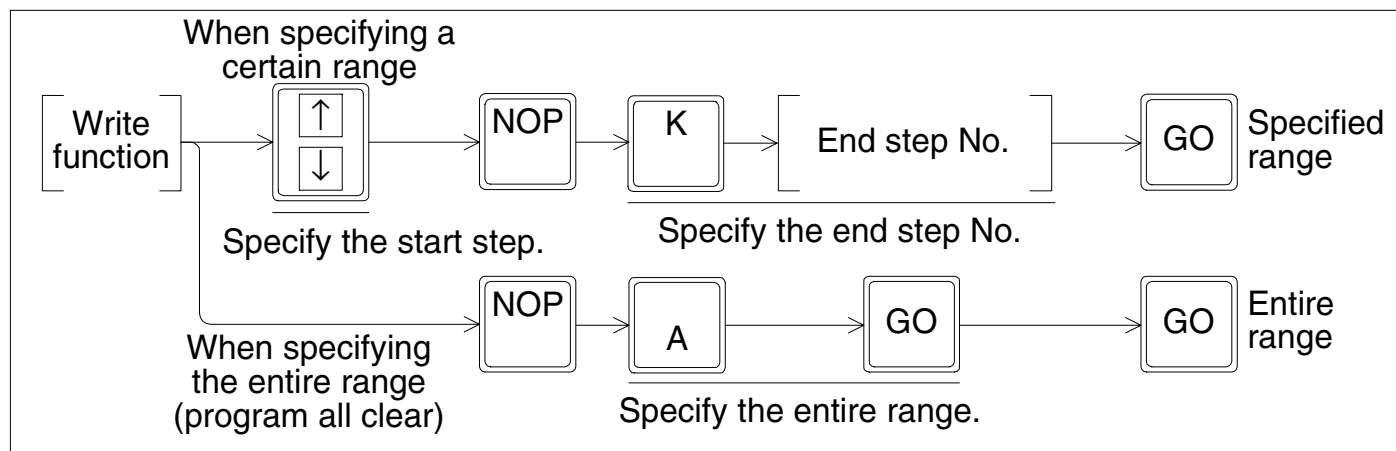 When specifying a
certain range
Write
function
↑
↓
NOP
K
End step No.
GO
Specified
range
Specify the start step.
Specify the end step No.
When specifying
the entire range
(program all clear)
NOP
A
GO
GO
Entire
range
Specify the entire range.